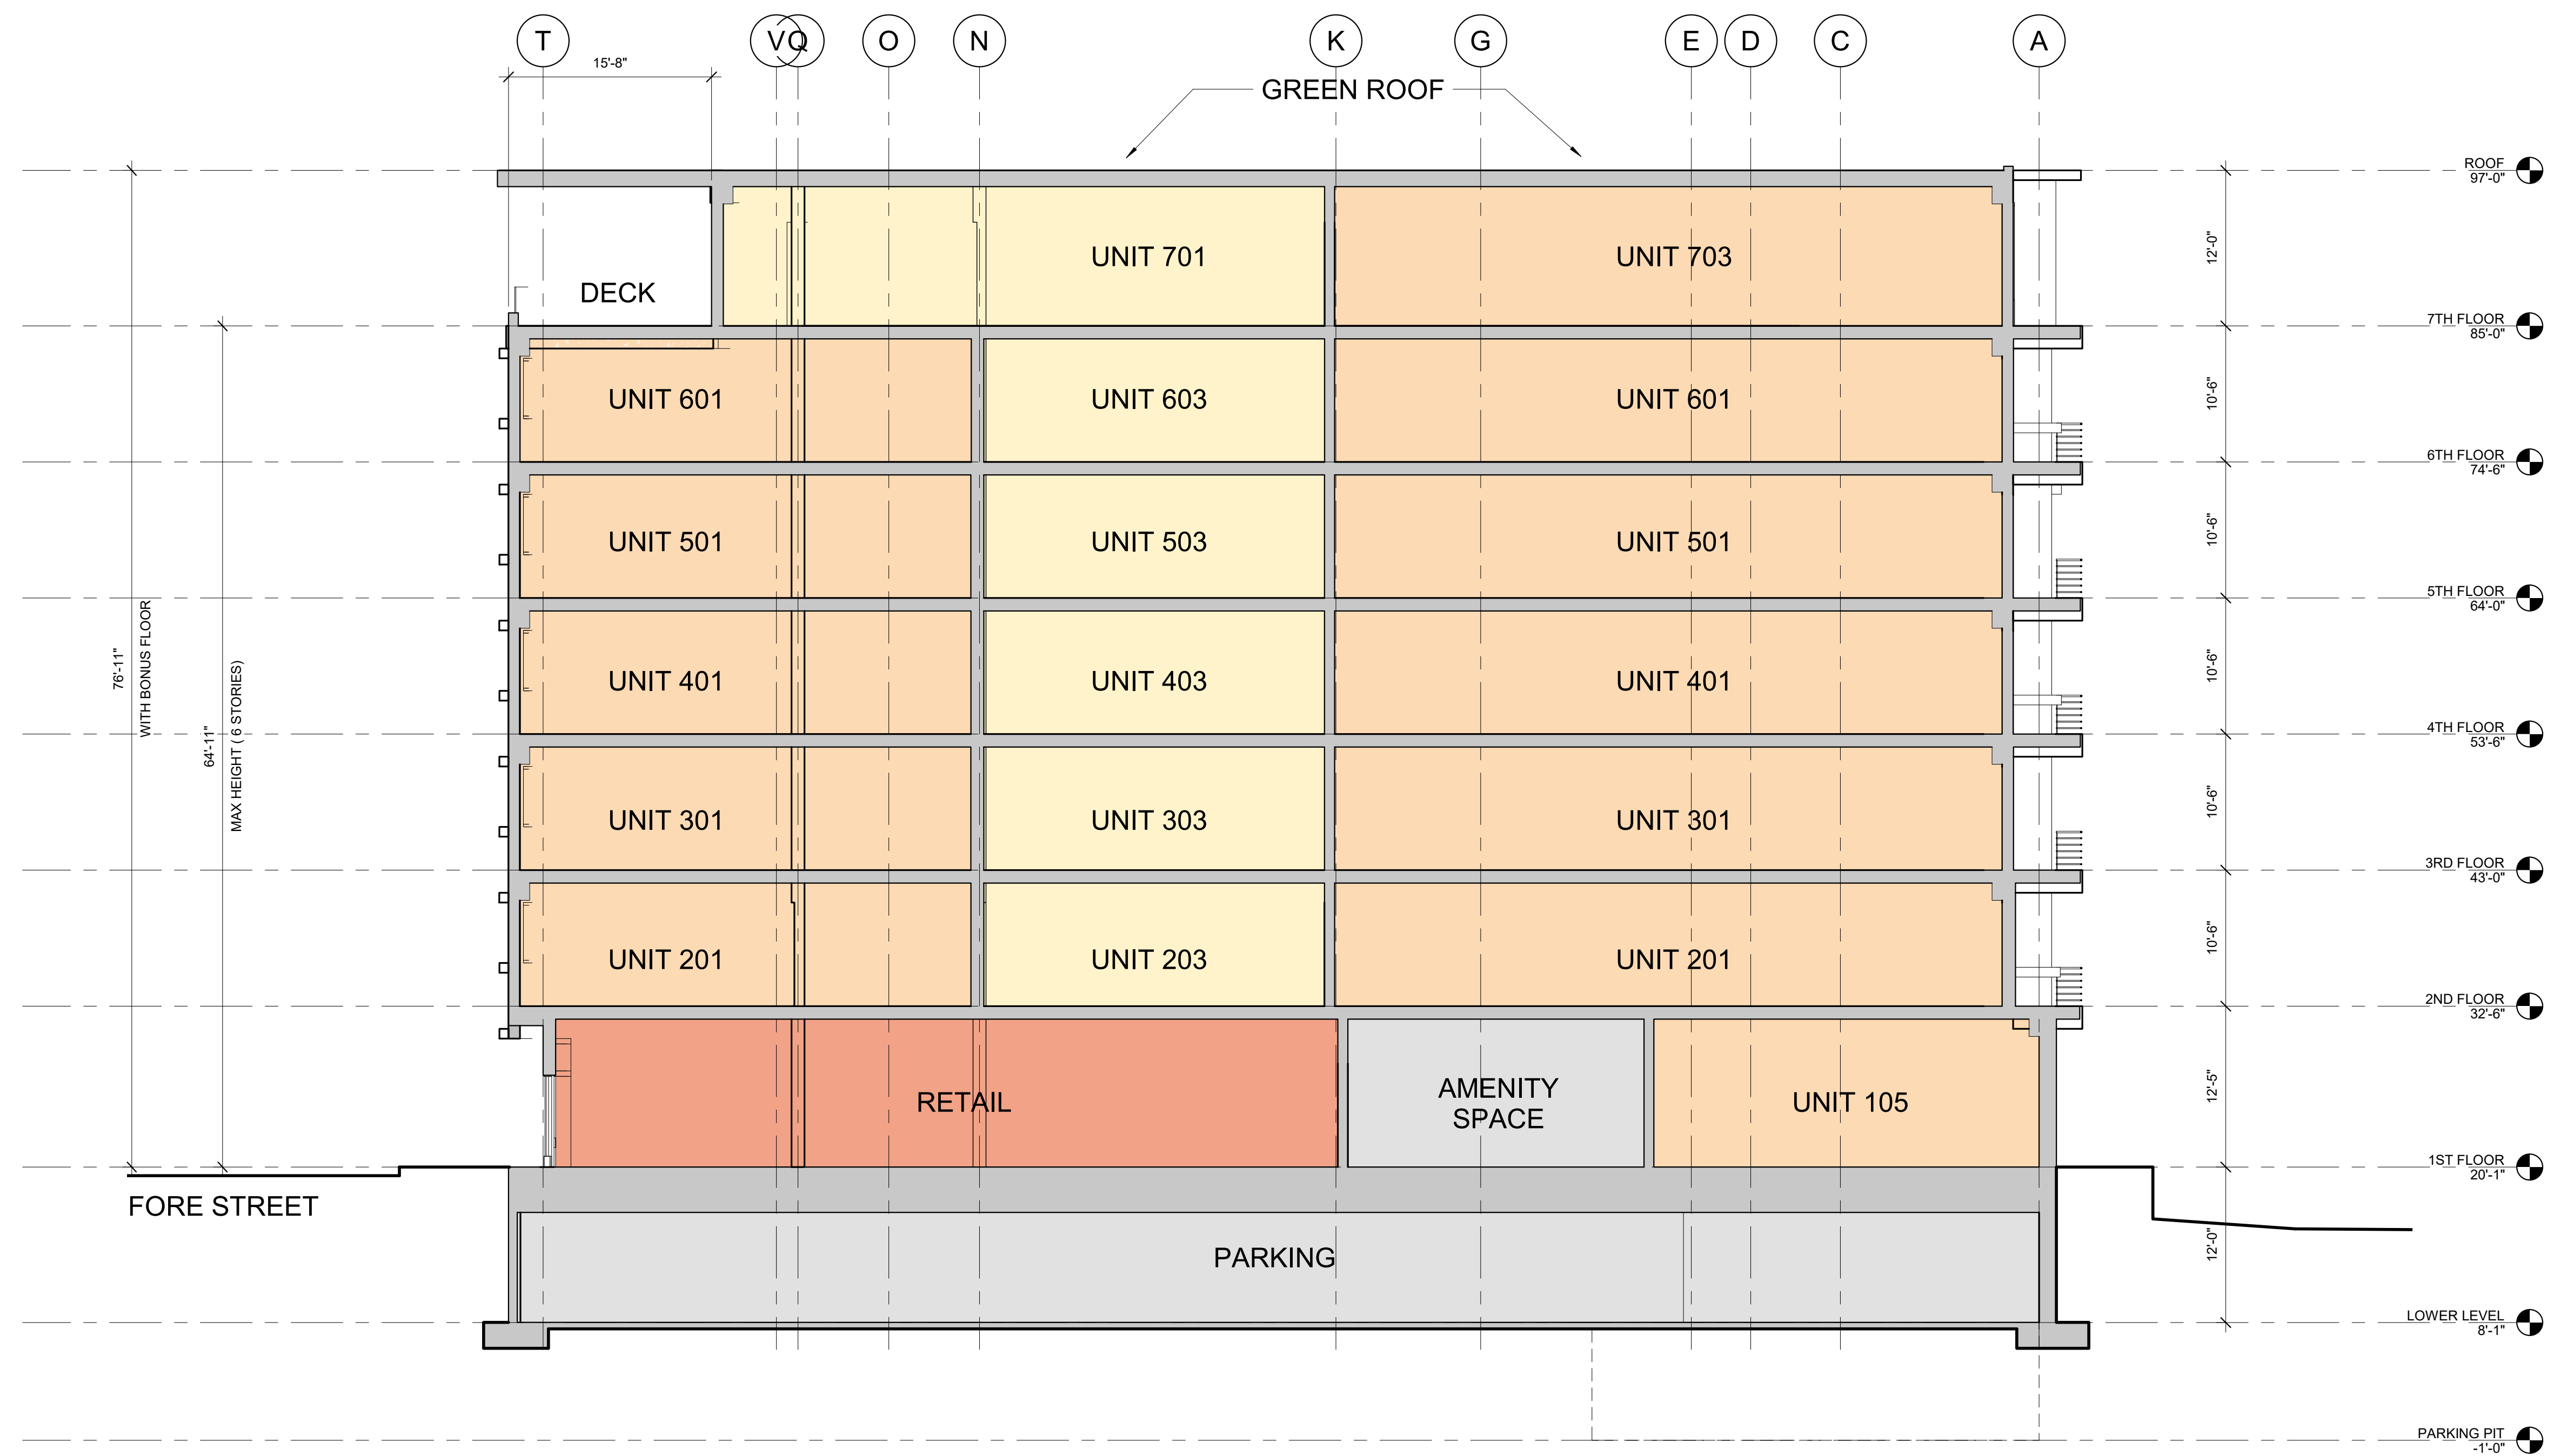 T
V
Q
O
N
K
G
E
D
C
A
15'-8"
GREEN ROOF
ROOF
97'-0"
UNIT 701
UNIT 703
12'-0"
DECK
7TH FLOOR
85'-0"
UNIT 601
UNIT 603
UNIT 601
10'-6"
6TH FLOOR
74'-6"
UNIT 501
UNIT 503
UNIT 501
10'-6"
5TH FLOOR
64'-0"
76'-11"
WITH BONUS FLOOR
64'-11"
MAX HEIGHT ( 6 STORIES)
UNIT 401
UNIT 403
UNIT 401
10'-6"
4TH FLOOR
53'-6"
UNIT 301
UNIT 303
UNIT 301
10'-6"
3RD FLOOR
43'-0"
UNIT 201
UNIT 203
UNIT 201
10'-6"
2ND FLOOR
32'-6"
RETAIL
AMENITY
SPACE
UNIT 105
12'-5"
1ST FLOOR
20'-1"
FORE STREET
PARKING
12'-0"
LOWER LEVEL
8'-1"
PARKING PIT
-1'-0"